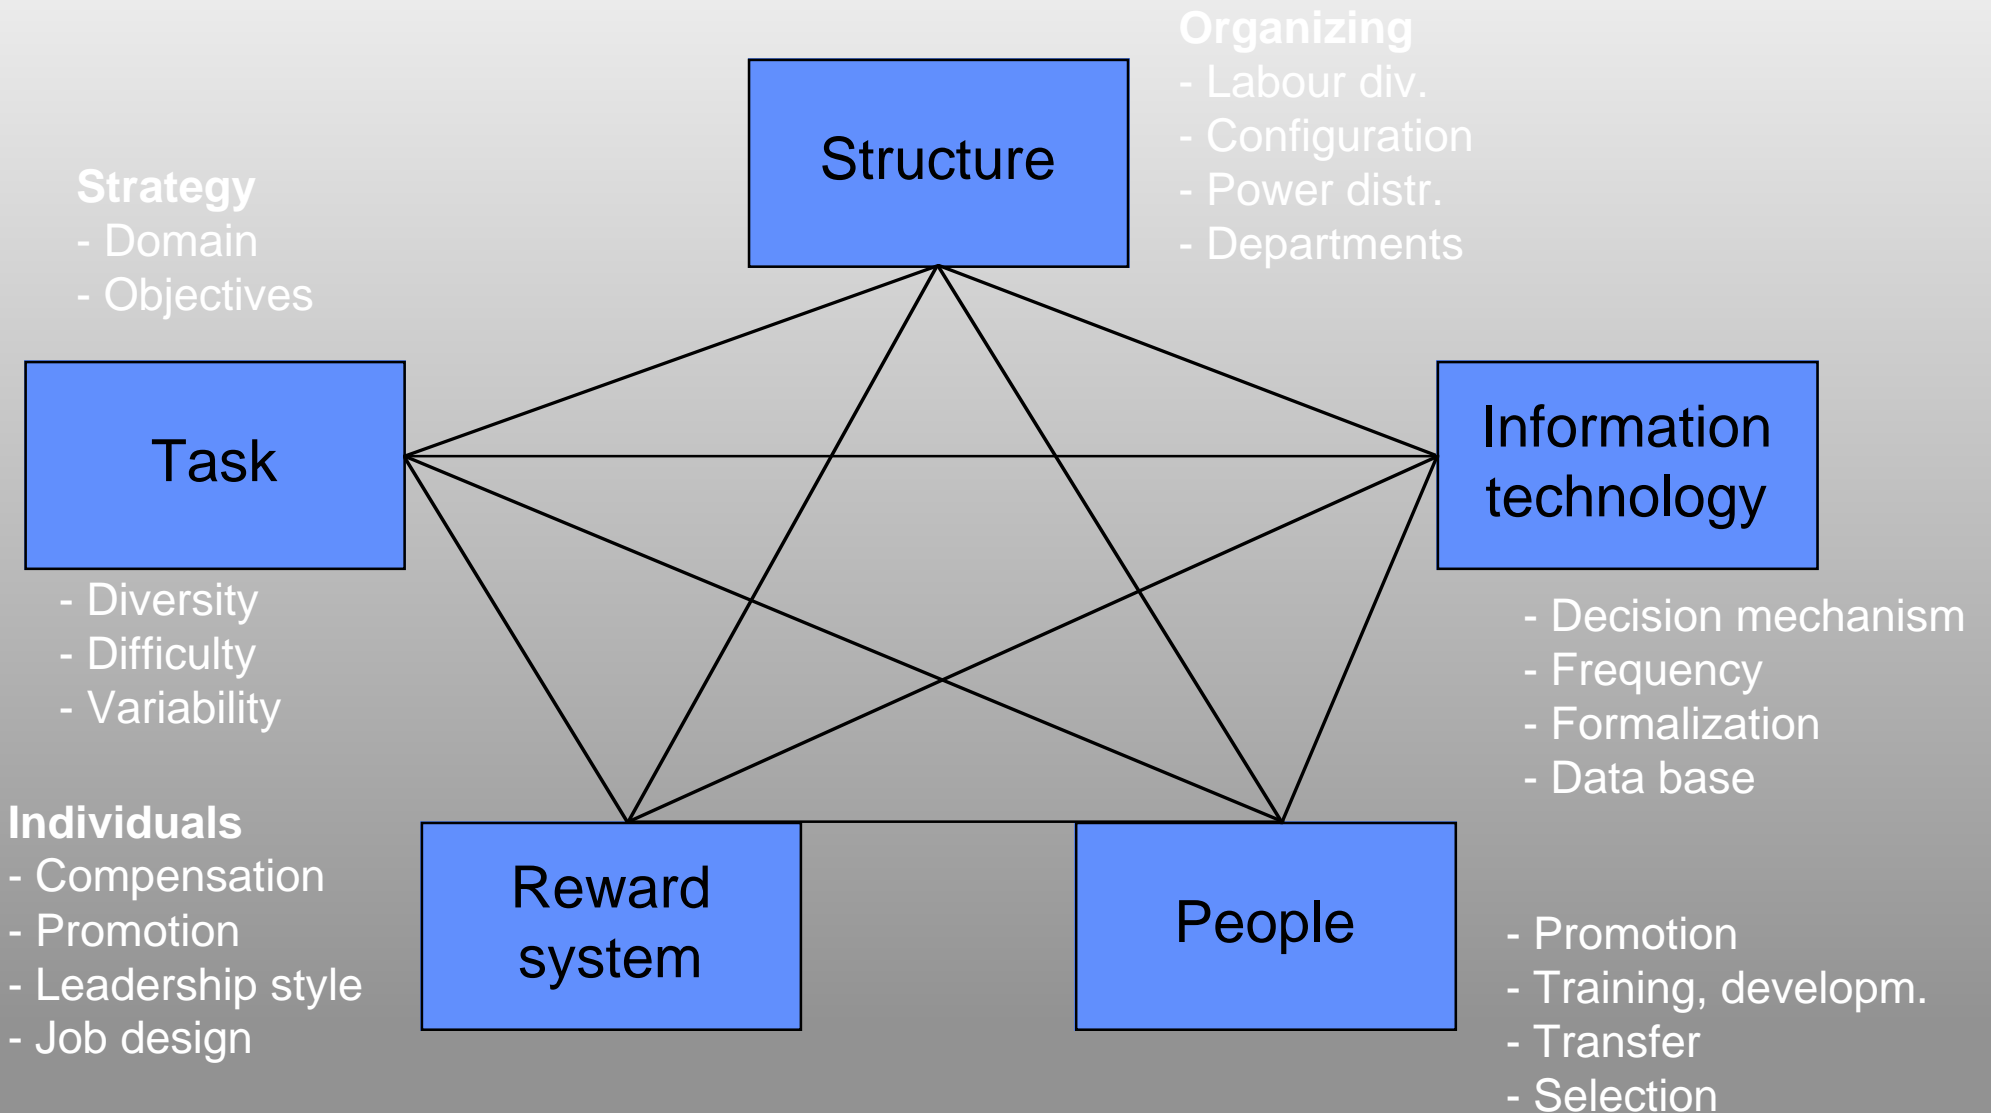 Organizing
- Labour div.
- Configuration
- Power distr.
- Departments
Structure
Strategy
- Domain
- Objectives
Task
- Diversity
- Difficulty
- Variability
Information
technology
- Decision mechanism
- Frequency
- Formalization
- Data base
Individuals
- Compensation
- Promotion
- Leadership style
- Job design
Reward
system
People
- Promotion
- Training, developm.
- Transfer
- Selection